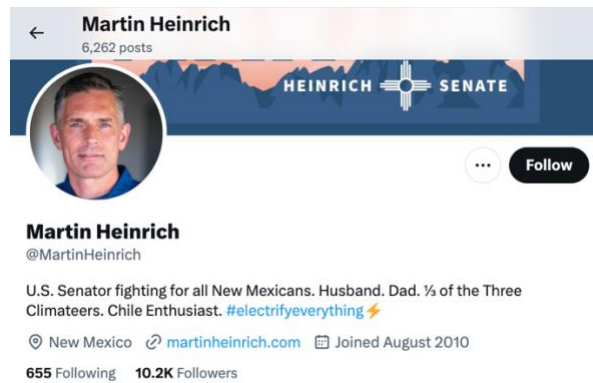 Martin Heinrich
6,262 posts
HEINRICH SENATE
Follow
Martin Heinrich
@MartinHeinrich
U.S. Senator fighting for all New Mexicans. Husband. Dad. ⅓ of the Three
Climateers. Chile Enthusiast. #electrifyeverything⚡
New Mexico martinheinrich.com Joined August 2010
655 Following 10.2K Followers